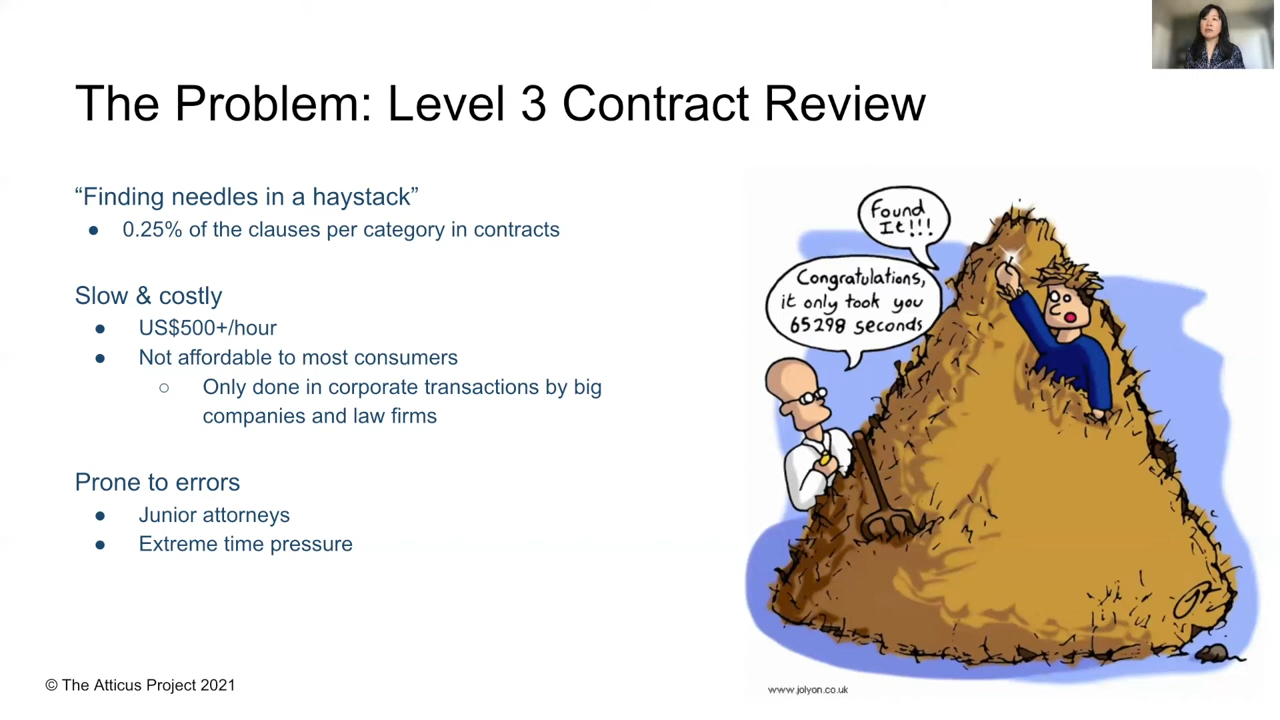 The Problem: Level 3 Contract Review
“Finding needles in a haystack”
● 0.25% of the clauses per category in contracts
Slow & costly
● US$500+/hour
● Not affordable to most consumers
○ Only done in corporate transactions by big
companies and law firms
Prone to errors
● Junior attorneys
● Extreme time pressure
Found
It!!!
Congratulations,
it only took you
65298 seconds
www.jolyon.co.uk
© The Atticus Project 2021